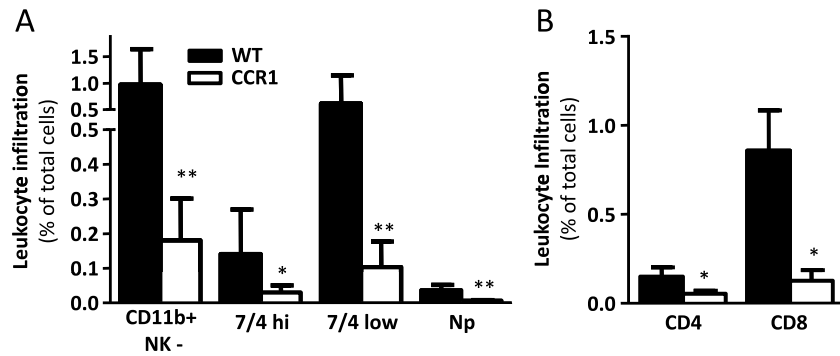 A
Leukocyte infiltration
(% of total cells)
1.5
1.0
0.5
0.5
0.4
0.3
0.2
0.1
0.0
WT
CCR1
**
*
**
**
CD11b+
NK -
7/4 hi
7/4 low
Np
B
Leukocyte Infiltration
(% of total cells)
1.5
1.0
0.5
0.0
*
*
CD4
CD8